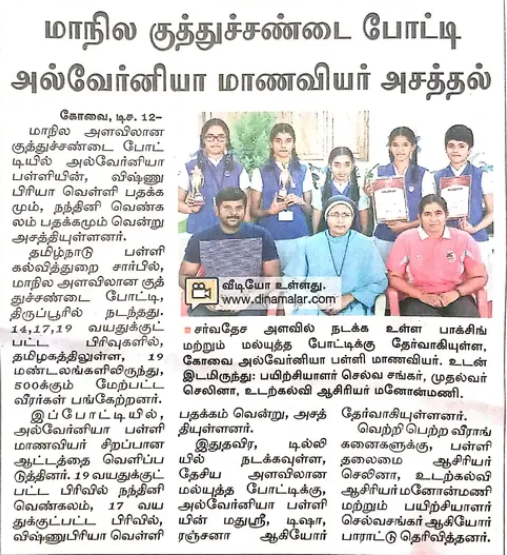 மாநில குத்துச்சண்டை போட்டி
அல்வேர்னியா மாணவியர் அசத்தல்
கோவை, டிச. 12-
மாநில அளவிலான
குத்துச்சண்டை போட்
டியில் அல்வேர்னியா
பள்ளியின், விஷ்ணு
பிரியா வெள்ளி பதக்க
மும், நந்தினி வெண்க
லம் பதக்கமும் வென்று
அசத்தியுள்ளனர்.
தமிழ்நாடு பள்ளி
கல்வித்துறை சார்பில்,
மாநில அளவிலான குத்
துச்சண்டை போட்டி,
திருப்பூரில் நடந்தது.
14,17,19 வயதுக்குட்
பட்ட பிரிவுகளில்,
தமிழகத்திலுள்ள, 19
மண்டலங்களிலிருந்து,
500க்கும் மேற்பட்ட
வீரர்கள் பங்கேற்றனர்.
இப்போட்டியில்,
அல்வேர்னியா பள்ளி
மாணவியர் சிறப்பான
ஆட்டத்தை வெளிப்ப
டுத்தினர். 19 வயதுக்குட்
பட்ட பிரிவில் நந்தினி
வெண்கலம், 17 வய
துக்குட்பட்ட பிரிவில்,
விஷ்ணுபிரியா வெள்ளி
வீடியோ உள்ளது.
www.dinamalar.com
சர்வதேச அளவில் நடக்க உள்ள பாக்சிங்
மற்றும் மல்யுத்த போட்டிக்கு தேர்வாகியுள்ள,
கோவை அல்வேர்னியா பள்ளி மாணவியர். உடன்
இடமிருந்து: பயிற்சியாளர் செல்வ சங்கர், முதல்வர்
செலினா, உடற்கல்வி ஆசிரியர் மனோன்மணி.
பதக்கம் வென்று, அசத்
தியுள்ளனர்.
இதுதவிர, டில்லி
யில் நடக்கவுள்ள,
தேசிய அளவிலான
மல்யுத்த போட்டிக்கு,
அல்வேர்னியா பள்ளி
யின் மதுஸ்ரீ, டிஷா,
ரஞ்சனா ஆகியோர்
தேர்வாகியுள்ளனர்.
வெற்றி பெற்ற வீராங்
கனைகளுக்கு, பள்ளி
தலைமை ஆசிரியர்
செலினா, உடற்கல்வி
ஆசிரியர் மனோன்மணி
மற்றும் பயிற்சியாளர்
செல்வசங்கர் ஆகியோர்
பாராட்டு தெரிவித்தனர்.